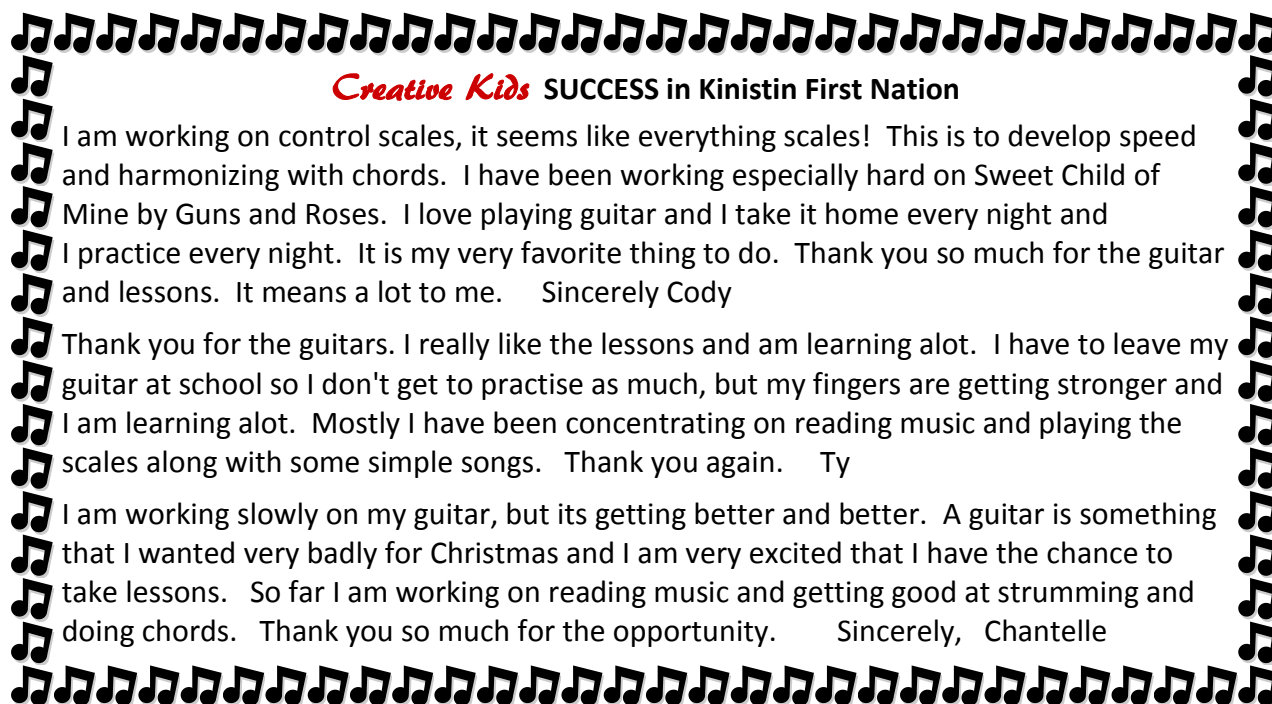 Creative Kids SUCCESS in Kinistin First Nation
I am working on control scales, it seems like everything scales!  This is to develop speed
and harmonizing with chords.  I have been working especially hard on Sweet Child of
Mine by Guns and Roses.  I love playing guitar and I take it home every night and
I practice every night.  It is my very favorite thing to do.  Thank you so much for the guitar
and lessons.  It means a lot to me.     Sincerely Cody
Thank you for the guitars. I really like the lessons and am learning alot.  I have to leave my
guitar at school so I don't get to practise as much, but my fingers are getting stronger and
I am learning alot.  Mostly I have been concentrating on reading music and playing the
scales along with some simple songs.   Thank you again.     Ty
I am working slowly on my guitar, but its getting better and better.  A guitar is something
that I wanted very badly for Christmas and I am very excited that I have the chance to
take lessons.   So far I am working on reading music and getting good at strumming and
doing chords.   Thank you so much for the opportunity.        Sincerely,   Chantelle